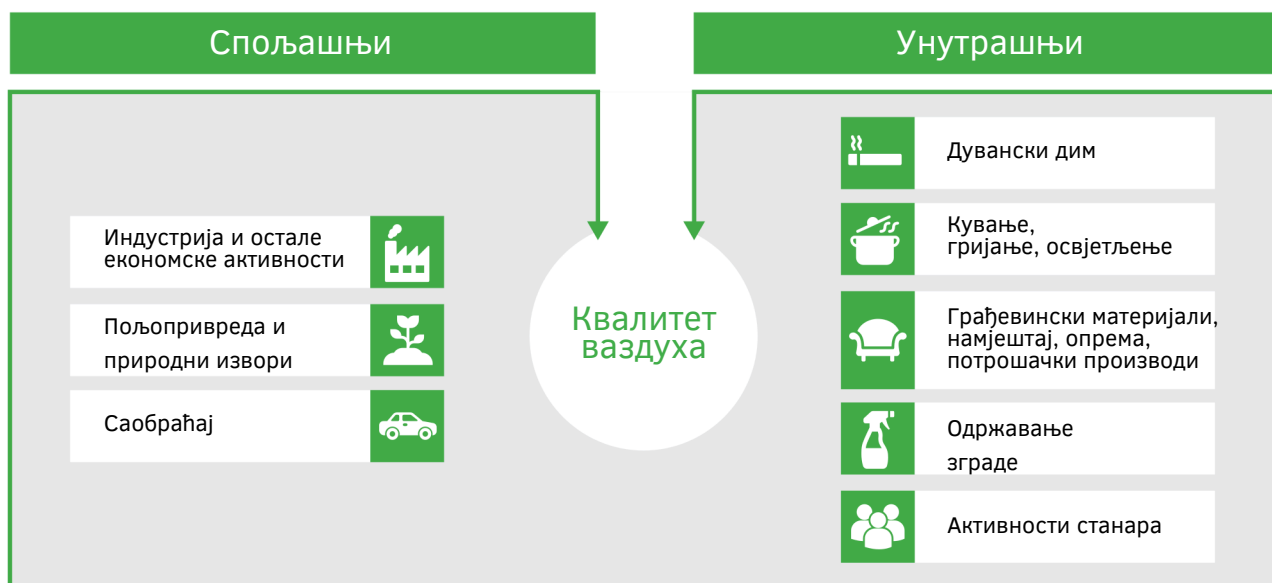 Спољашњи
Унутрашњи
Индустрија и остале
економске активности
Пољопривреда и
природни извори
Саобраћај
Квалитет
ваздуха
Дувански дим
Кување,
гријање, освјетљење
Грађевински материјали,
намјештај, опрема,
потрошачки производи
Одржавање
зграде
Активности станара